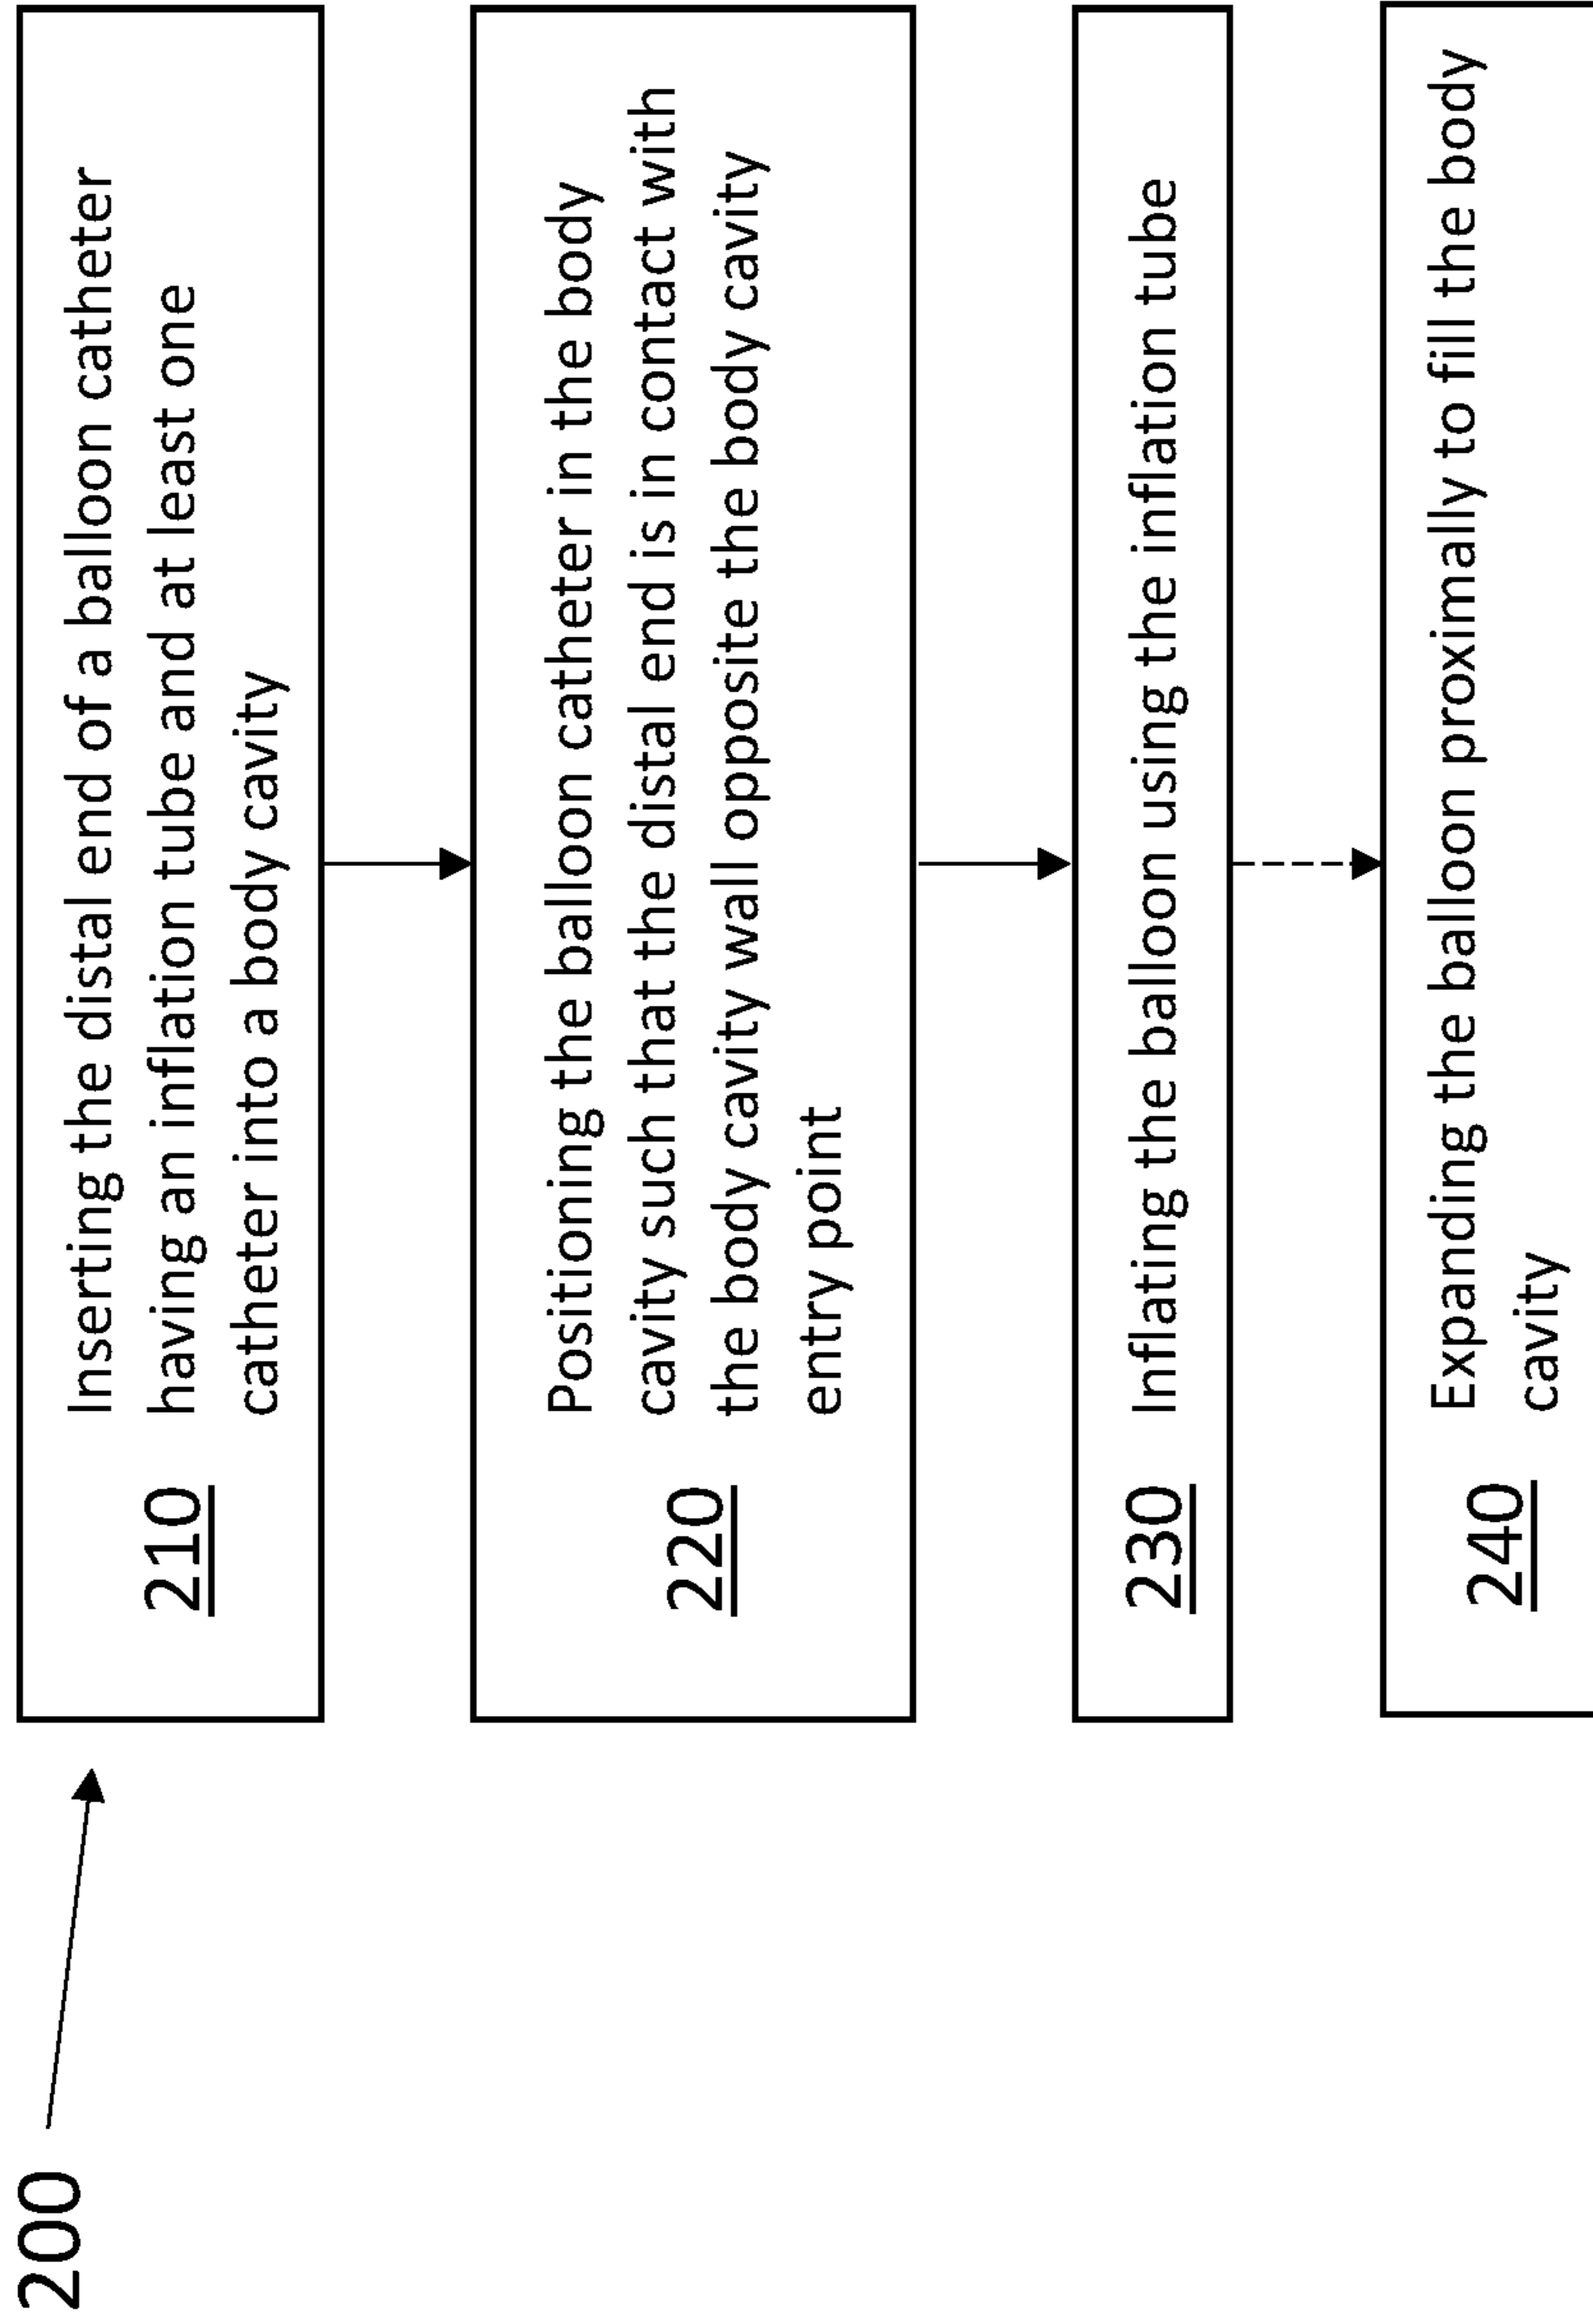 200
210
Inserting the distal end of a balloon catheter
having an inflation tube and at least one
catheter into a body cavity
220
Positioning the balloon catheter in the body
cavity such that the distal end is in contact with
the body cavity wall opposite the body cavity
entry point
230
Inflating the balloon using the inflation tube
240
Expanding the balloon proximally to fill the body
cavity